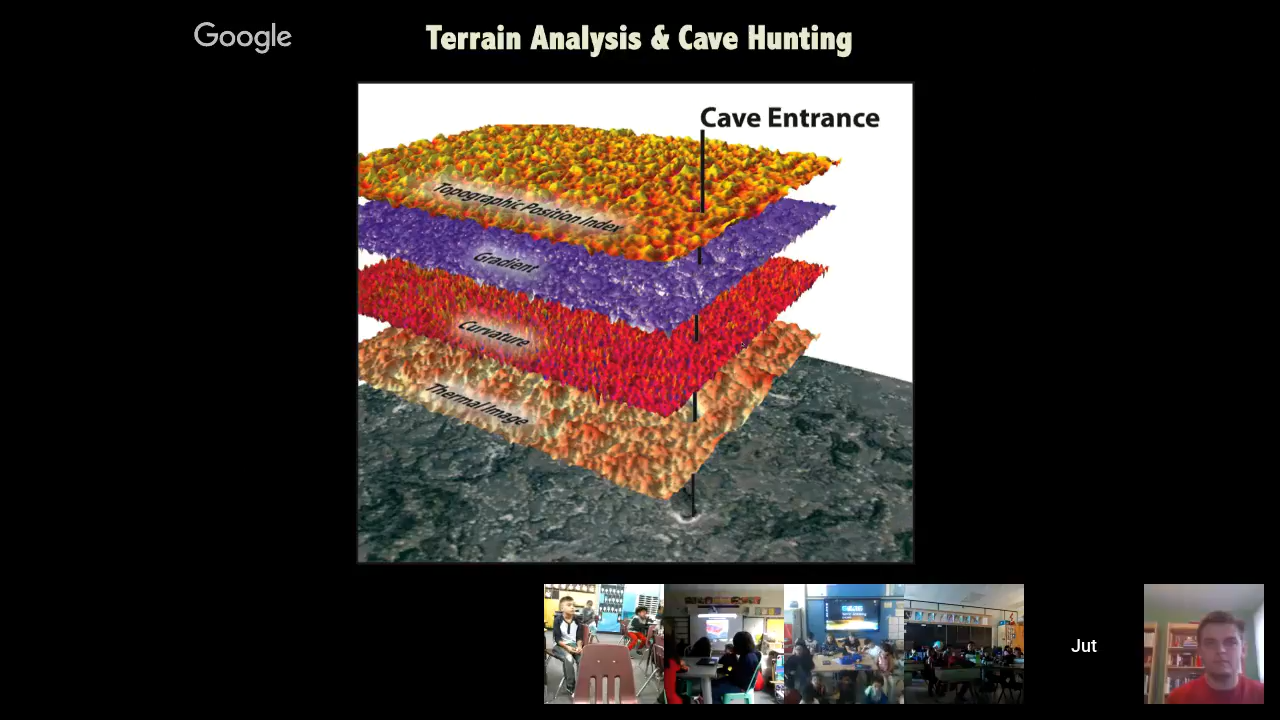 Google
Terrain Analysis & Cave Hunting
Cave Entrance
Topographic Position Index
Gradient
Curvature
Thermal Image
Jut